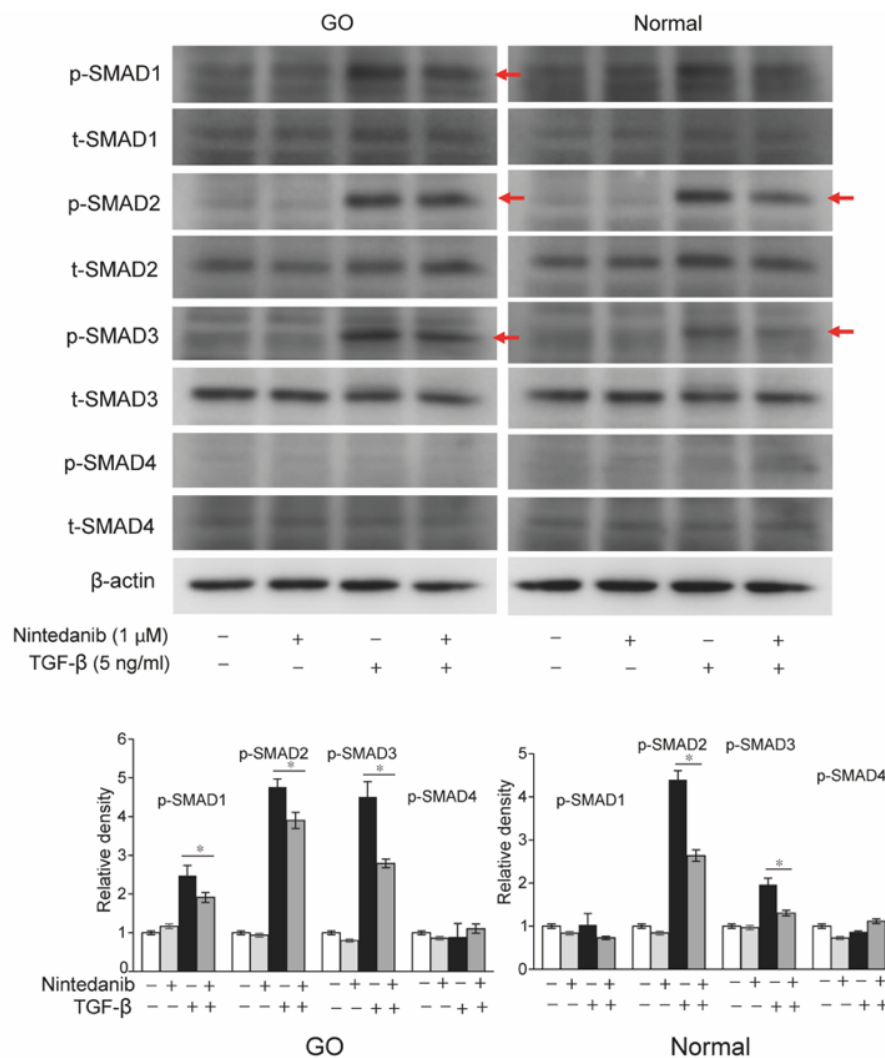 GO Normal
p-SMAD1
t-SMAD1
p-SMAD2
t-SMAD2
p-SMAD3
t-SMAD3
p-SMAD4
t-SMAD4
β-actin
Nintedanib (1 μM) − + − + − + − +
TGF-β (5 ng/ml) − − + + − − + +
Relative density
6
5
4
3
2
1
0
p-SMAD1
p-SMAD2
p-SMAD3
p-SMAD4
*
*
*
Nintedanib − + − + − + − + − + − + − + − +
TGF-β − − + + − − + + − − + + − − + +
GO
Relative density
5
4
3
2
1
0
p-SMAD1
p-SMAD2
p-SMAD3
p-SMAD4
*
*
− + − + − + − + − + − + − + − +
− − + + − − + + − − + + − − + +
Normal